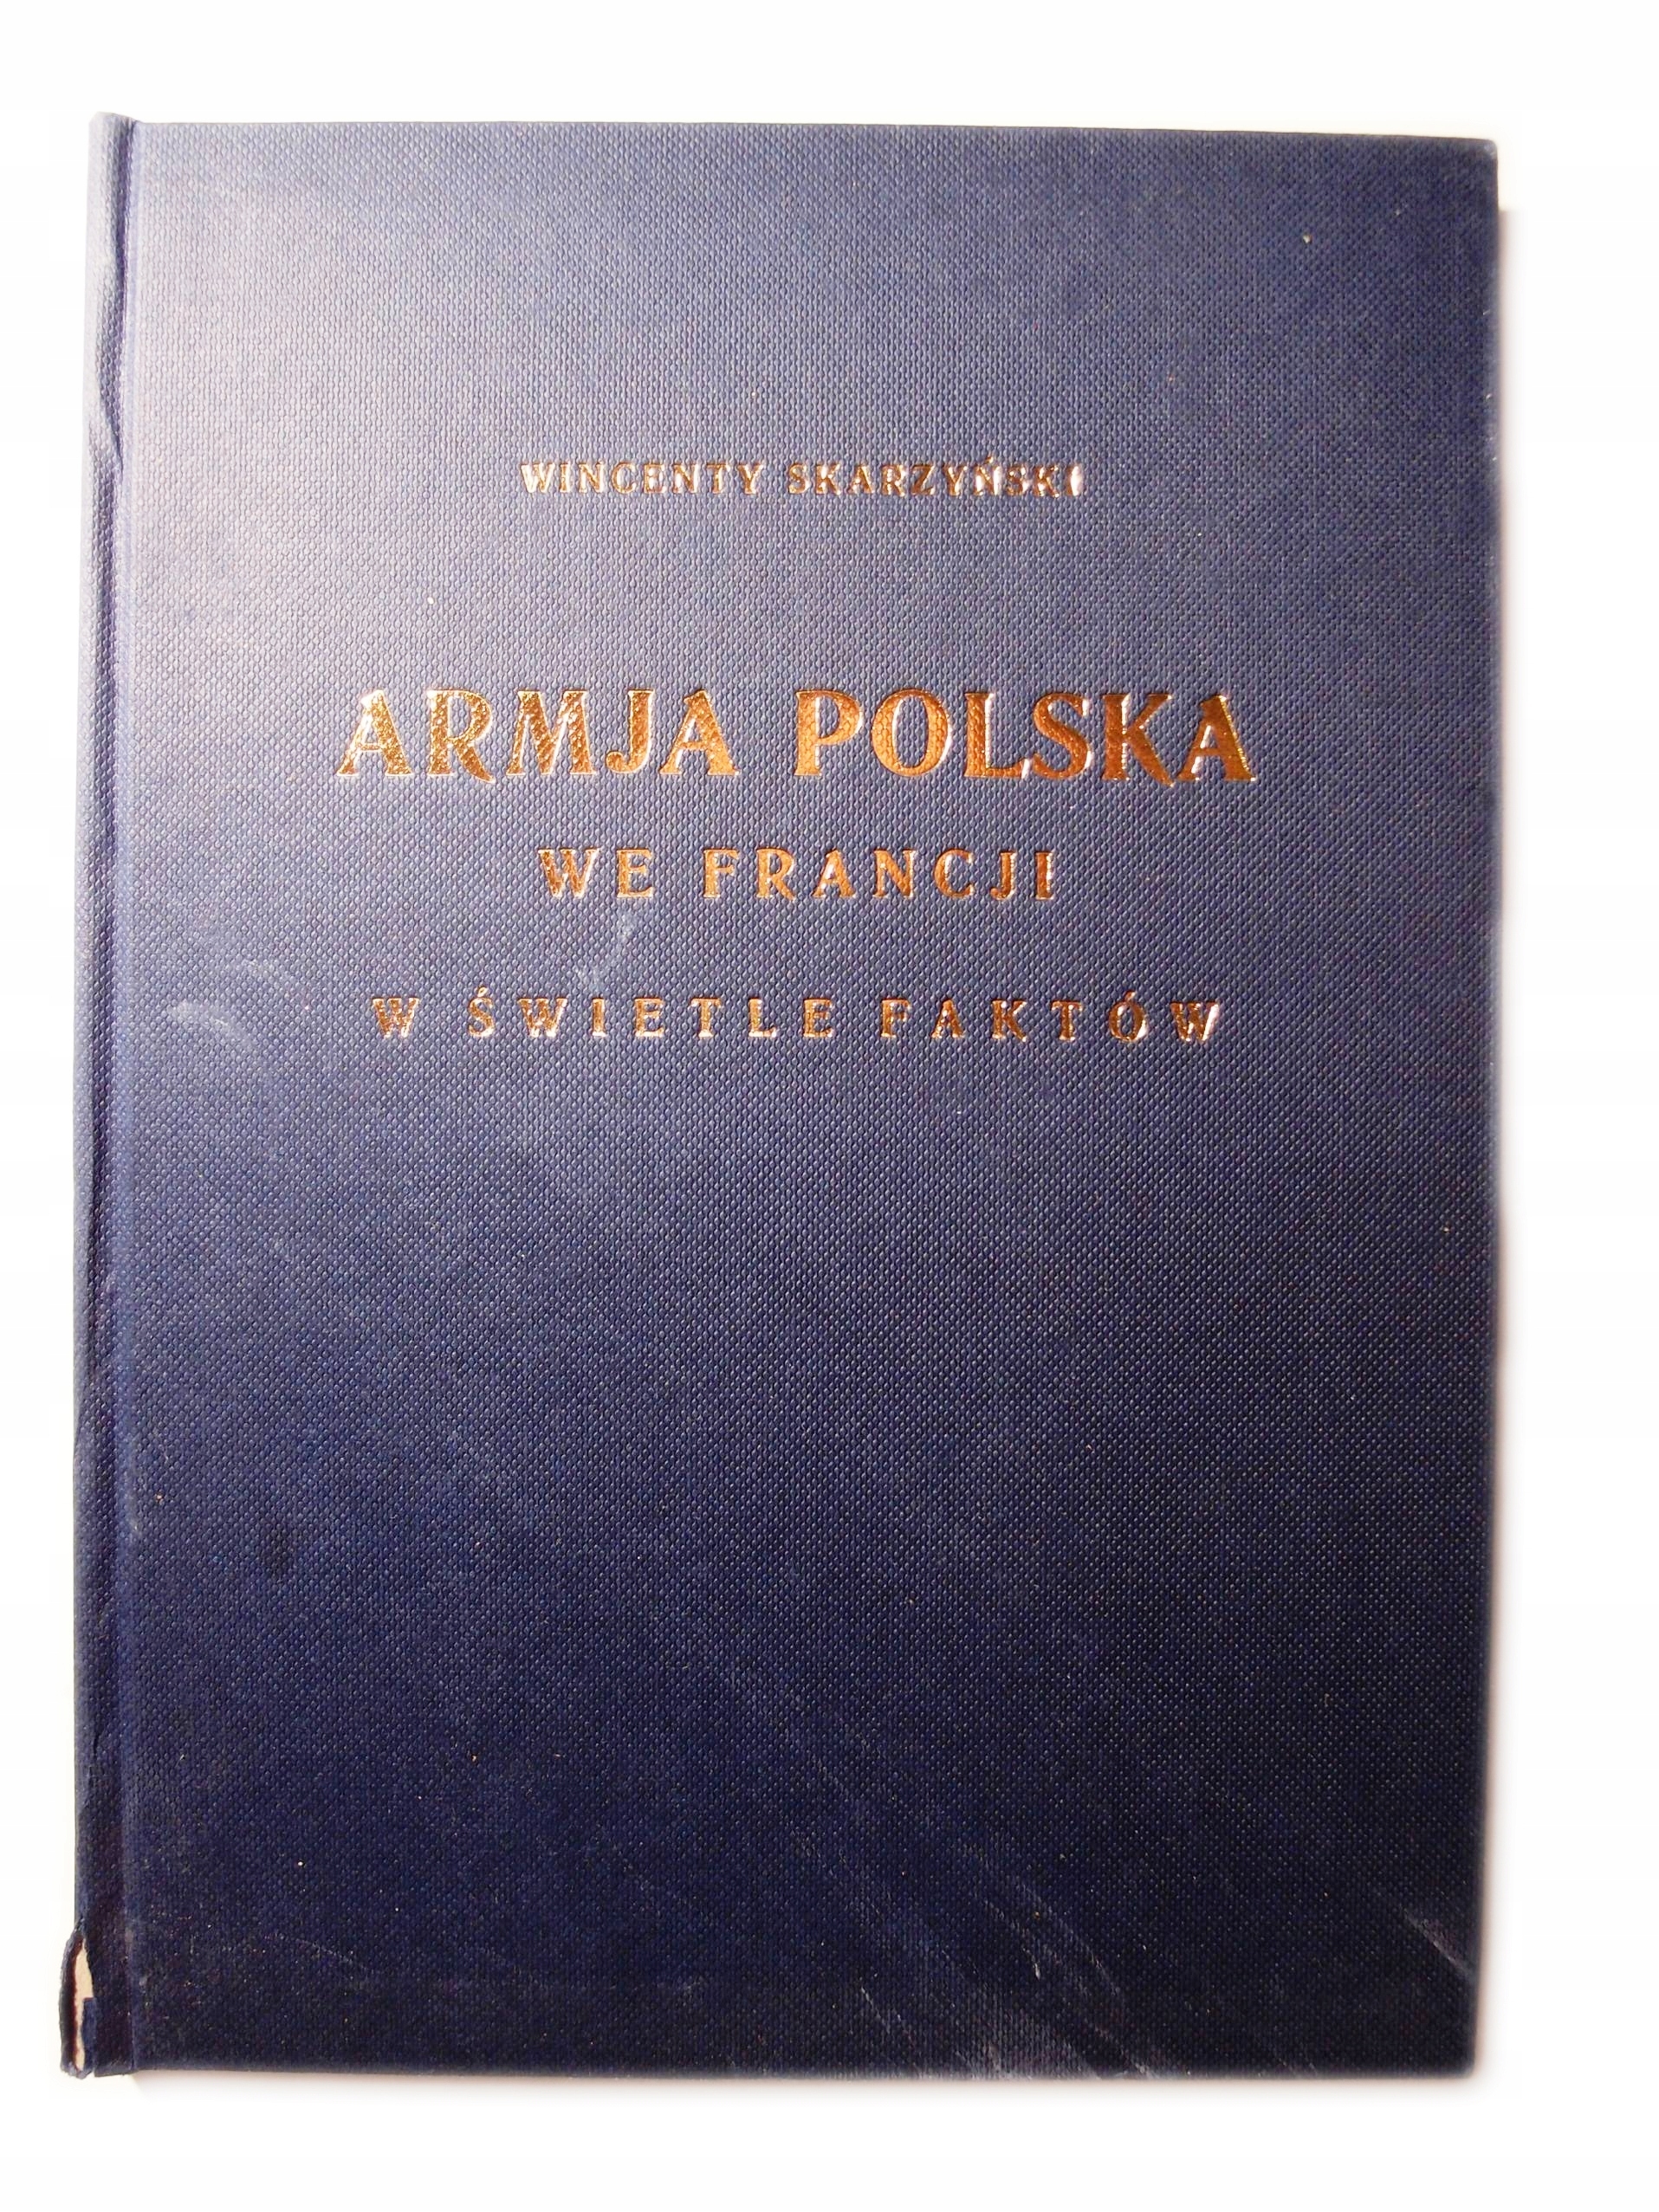 WINCENTY SKARZYŃSKI
ARMJA POLSKA
WE FRANCJI
W ŚWIETLE FAKTÓW